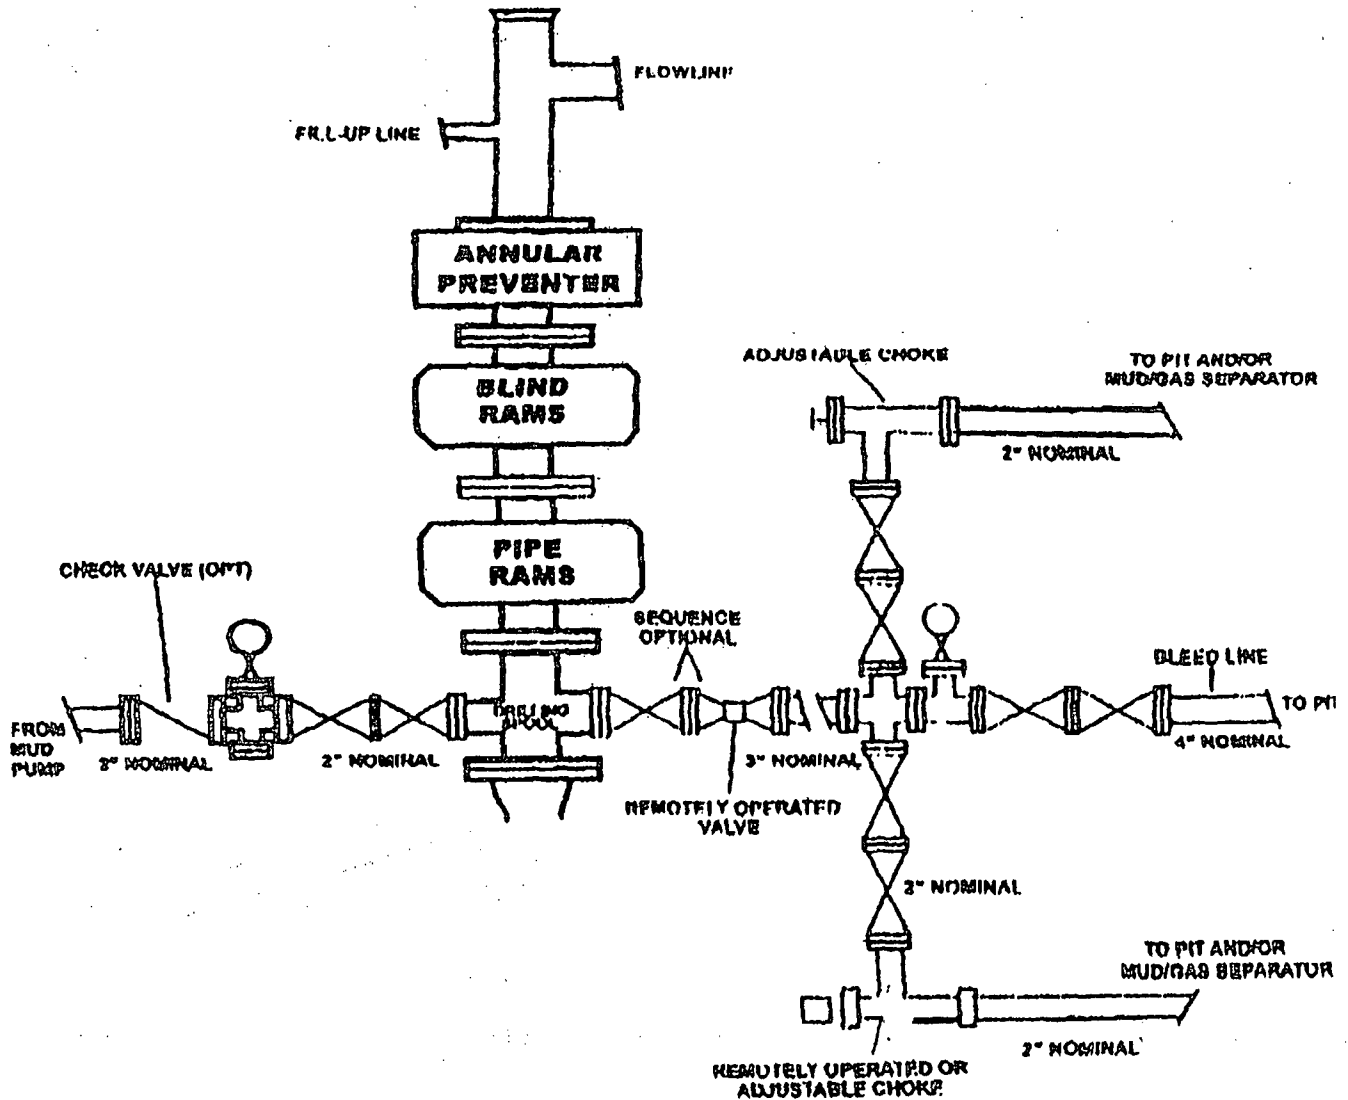 FLOWLINE
FILL-UP LINE
ANNULAR
PREVENTER
BLIND
RAMS
PIPE
RAMS
ADJUSTABLE CHOKE
TO PIT AND/OR
MUD/GAS SEPARATOR
2" NOMINAL
CHECK VALVE (OPT)
SEQUENCE
OPTIONAL
BLEED LINE
DRILLING
SPOOL
TO PIT
FROM
MUD
PUMP
2" NOMINAL
2" NOMINAL
3" NOMINAL
4" NOMINAL
REMOTELY OPERATED
VALVE
2" NOMINAL
TO PIT AND/OR
MUD/GAS SEPARATOR
2" NOMINAL
REMOTELY OPERATED OR
ADJUSTABLE CHOKE